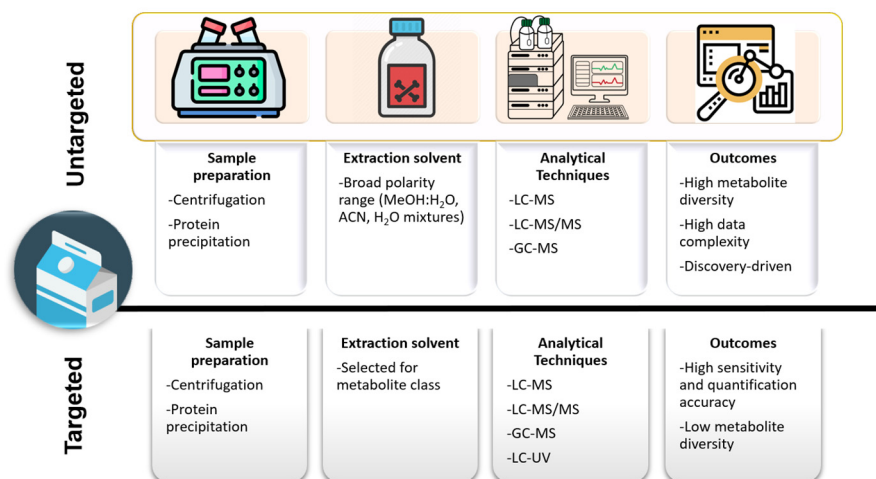 Untargeted
Sample
preparation
-Centrifugation
-Protein
precipitation
Extraction solvent
-Broad polarity
range (MeOH:H₂O,
ACN, H₂O mixtures)
Analytical
Techniques
-LC-MS
-LC-MS/MS
-GC-MS
Outcomes
-High metabolite
diversity
-High data
complexity
-Discovery-driven
Targeted
Sample
preparation
-Centrifugation
-Protein
precipitation
Extraction solvent
-Selected for
metabolite class
Analytical
Techniques
-LC-MS
-LC-MS/MS
-GC-MS
-LC-UV
Outcomes
-High sensitivity
and quantification
accuracy
-Low metabolite
diversity